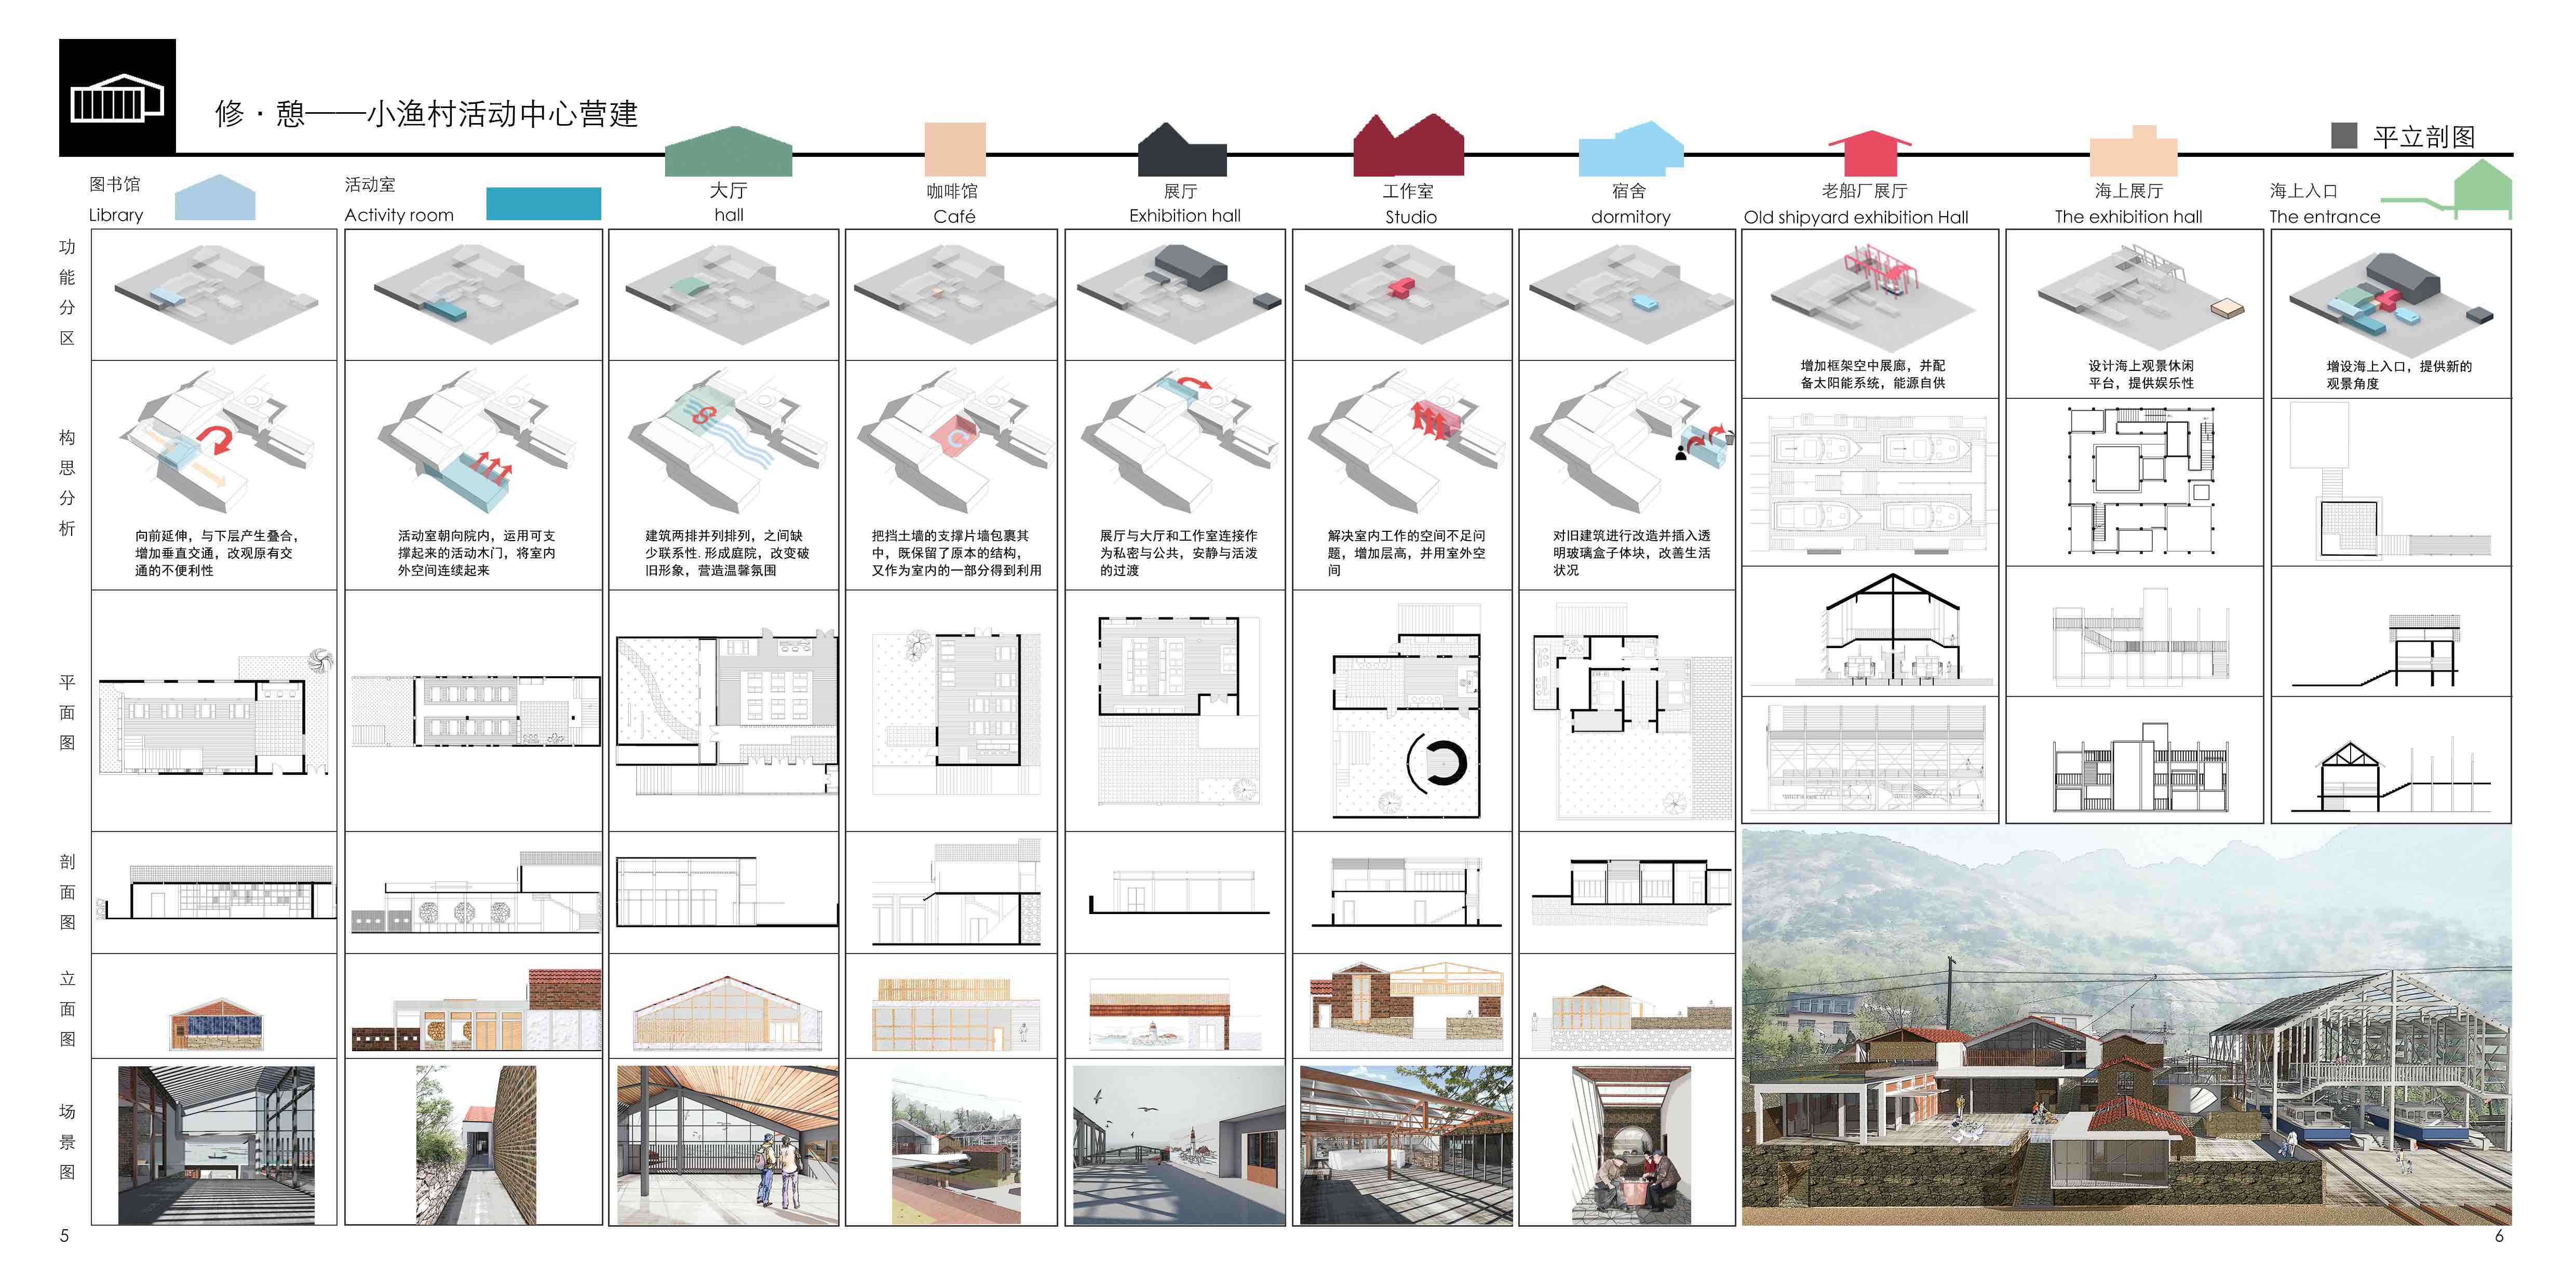 修·憩——小渔村活动中心营建
平立剖图
图书馆
Library
活动室
Activity room
大厅
hall
咖啡馆
Café
展厅
Exhibition hall
工作室
Studio
宿舍
dormitory
老船厂展厅
Old shipyard exhibition Hall
海上展厅
The exhibition hall
海上入口
The entrance
功能分区
增加框架空中展廊，并配
备太阳能系统，能源自供
设计海上观景休闲
平台，提供娱乐性
增设海上入口，提供新的
观景角度
构思分析
向前延伸，与下层产生叠合，
增加垂直交通，改观原有交
通的不便利性
活动室朝向院内，运用可支
撑起来的活动木门，将室内
外空间连续起来
建筑两排并列排列，之间缺
少联系性.形成庭院，改变破
旧形象，营造温馨氛围
把挡土墙的支撑片墙包裹其
中，既保留了原本的结构，
又作为室内的一部分得到利用
展厅与大厅和工作室连接作
为私密与公共，安静与活泼
的过渡
解决室内工作的空间不足问
题，增加层高，并用室外空
间
对旧建筑进行改造并插入透
明玻璃盒子体块，改善生活
状况
平面图
剖面图
立面图
场景图
5
6